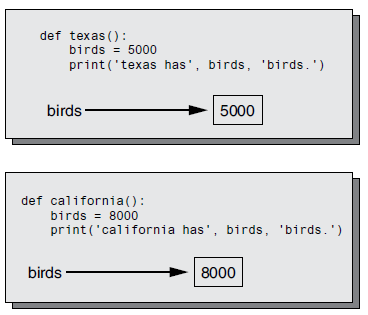 def texas():
    birds = 5000
    print('texas has', birds, 'birds.')
birds 5000
def california():
    birds = 8000
    print('california has', birds, 'birds.')
birds 8000